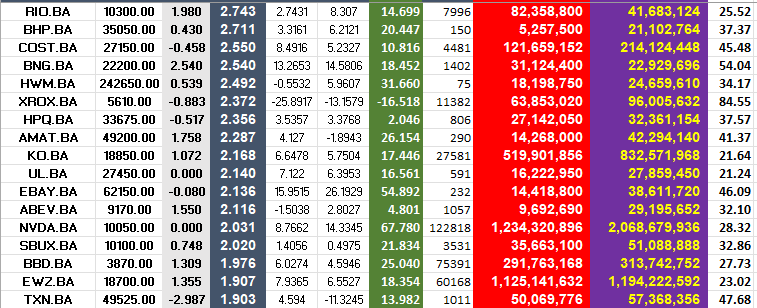 RIO.BA 10300.00 1.980 2.743 2.7431 8.307 14.699 7996 82,358,800 41,683,124 25.52
BHP.BA 35050.00 0.430 2.711 3.3161 6.2121 20.447 150 5,257,500 21,102,764 37.37
COST.BA 27150.00 -0.458 2.550 8.4916 5.2327 10.816 4481 121,659,152 214,124,448 45.48
BNG.BA 22200.00 2.540 2.540 13.2653 14.5806 18.452 1402 31,124,400 22,929,696 54.04
HWM.BA 242650.00 0.539 2.492 -0.5532 5.9607 31.660 75 18,198,750 24,659,610 34.17
XROX.BA 5610.00 -0.883 2.372 -25.8917 -13.1579 -16.518 11382 63,853,020 96,005,632 84.55
HPQ.BA 33675.00 -0.517 2.356 3.5357 3.3768 2.046 806 27,142,050 32,361,154 37.57
AMAT.BA 49200.00 1.758 2.287 4.127 -1.8943 26.154 290 14,268,000 42,294,140 41.37
KO.BA 18850.00 1.072 2.168 6.6478 5.7504 17.446 27581 519,901,856 832,571,968 21.64
UL.BA 27450.00 0.000 2.140 7.122 6.3953 16.561 591 16,222,950 27,859,450 21.24
EBAY.BA 62150.00 -0.080 2.136 15.9515 26.1929 54.892 232 14,418,800 38,611,720 46.09
ABEV.BA 9170.00 1.550 2.116 -1.5038 2.8027 4.801 1057 9,692,690 29,195,652 32.10
NVDA.BA 10050.00 0.000 2.031 8.7662 14.3345 67.780 122818 1,234,320,896 2,068,679,936 28.32
SBUX.BA 10100.00 0.748 2.020 1.4056 0.4975 21.834 3531 35,663,100 51,088,888 32.86
BBD.BA 3870.00 1.309 1.976 6.0274 4.5946 25.040 75391 291,763,168 313,742,752 27.73
EWZ.BA 18700.00 1.355 1.907 7.9365 6.5527 18.354 60168 1,125,141,632 1,194,222,592 23.02
TXN.BA 49525.00 -2.987 1.903 4.594 -11.3245 13.982 1011 50,069,776 57,368,356 47.68